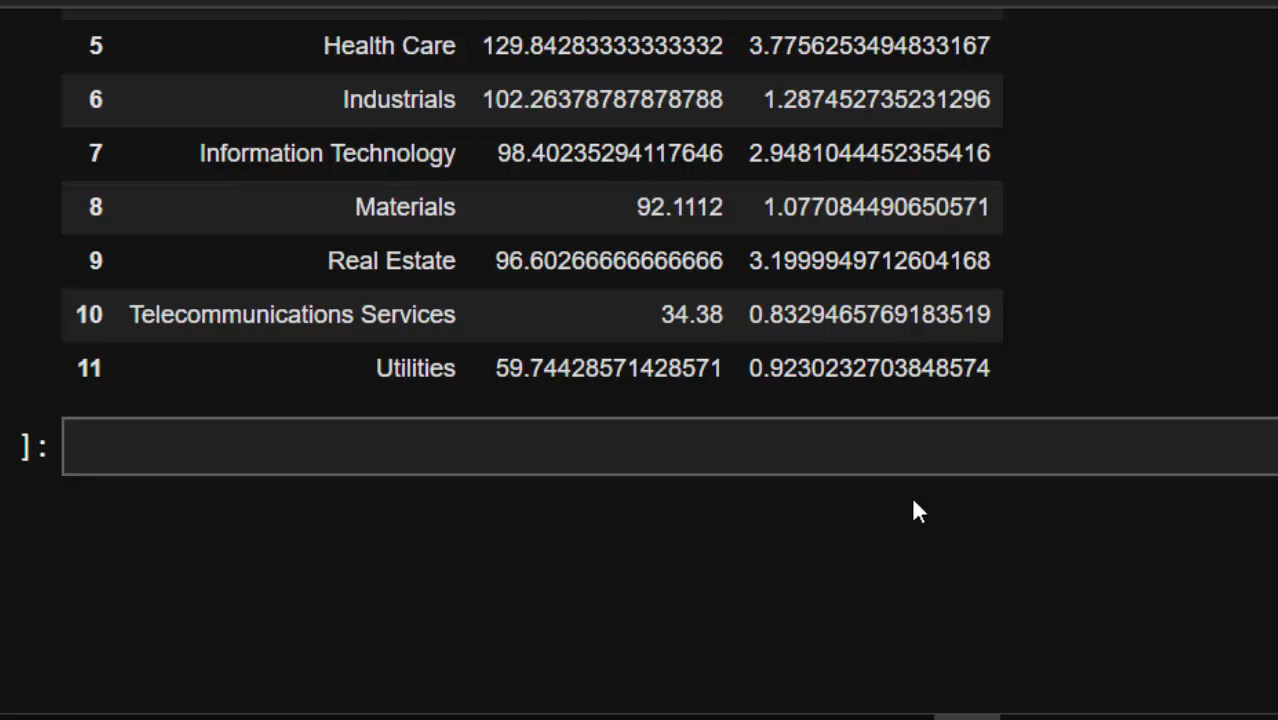 5 Health Care 129.84283333333332 3.7756253494833167
6 Industrials 102.26378787878788 1.287452735231296
7 Information Technology 98.40235294117646 2.9481044452355416
8 Materials 92.1112 1.077084490650571
9 Real Estate 96.60266666666666 3.1999949712604168
10 Telecommunications Services 34.38 0.8329465769183519
11 Utilities 59.74428571428571 0.9230232703848574
]: